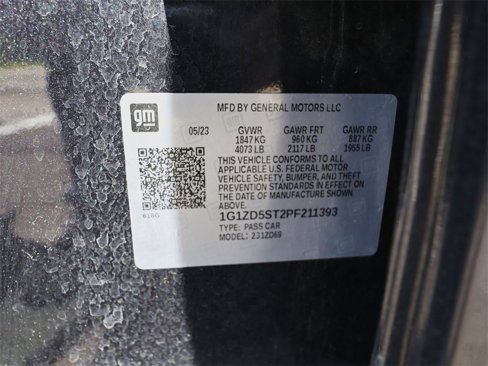 gm
MFD BY GENERAL MOTORS LLC
05/23 GVWR GAWR FRT GAWR RR
1847 KG 960 KG 887 KG
4073 LB 2117 LB 1955 LB
THIS VEHICLE CONFORMS TO ALL
APPLICABLE U.S. FEDERAL MOTOR
VEHICLE SAFETY, BUMPER, AND THEFT
PREVENTION STANDARDS IN EFFECT ON
THE DATE OF MANUFACTURE SHOWN
ABOVE.
1G1ZD5ST2PF211393
TYPE: PASS CAR
MODEL: 231ZD69